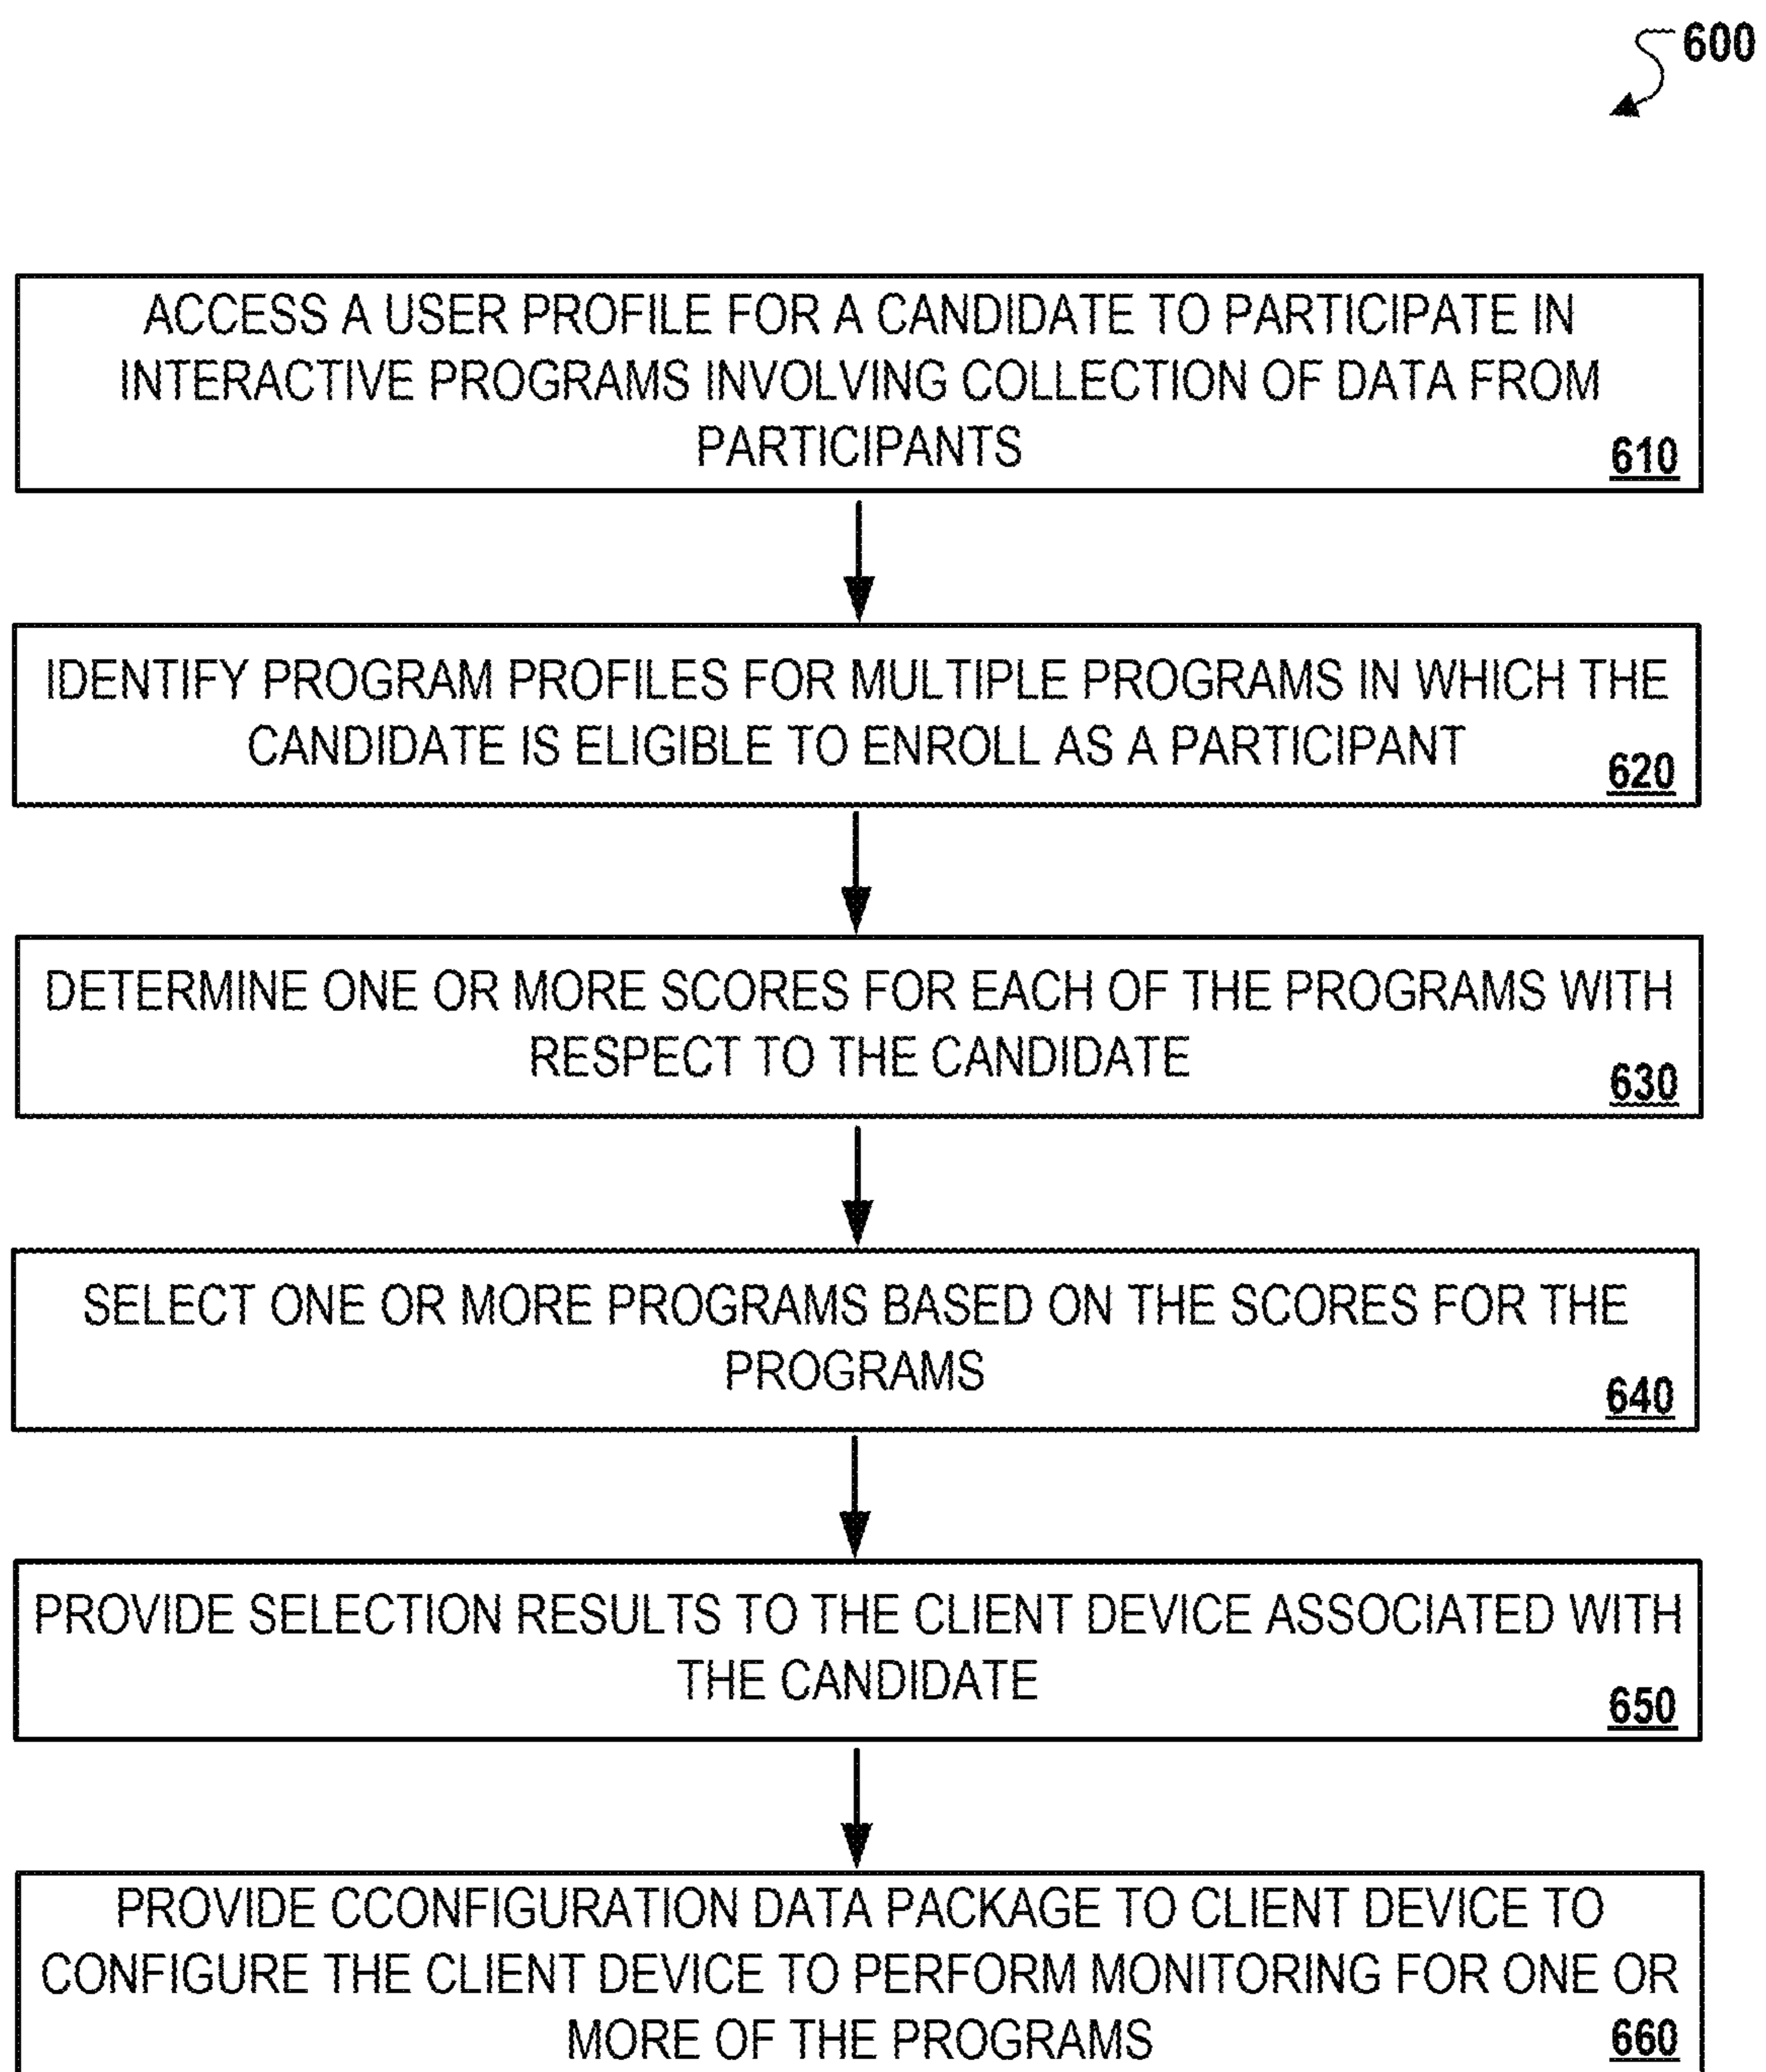 600
ACCESS A USER PROFILE FOR A CANDIDATE TO PARTICIPATE IN
INTERACTIVE PROGRAMS INVOLVING COLLECTION OF DATA FROM
PARTICIPANTS
610
IDENTIFY PROGRAM PROFILES FOR MULTIPLE PROGRAMS IN WHICH THE
CANDIDATE IS ELIGIBLE TO ENROLL AS A PARTICIPANT
620
DETERMINE ONE OR MORE SCORES FOR EACH OF THE PROGRAMS WITH
RESPECT TO THE CANDIDATE
630
SELECT ONE OR MORE PROGRAMS BASED ON THE SCORES FOR THE
PROGRAMS
640
PROVIDE SELECTION RESULTS TO THE CLIENT DEVICE ASSOCIATED WITH
THE CANDIDATE
650
PROVIDE CCONFIGURATION DATA PACKAGE TO CLIENT DEVICE TO
CONFIGURE THE CLIENT DEVICE TO PERFORM MONITORING FOR ONE OR
MORE OF THE PROGRAMS
660